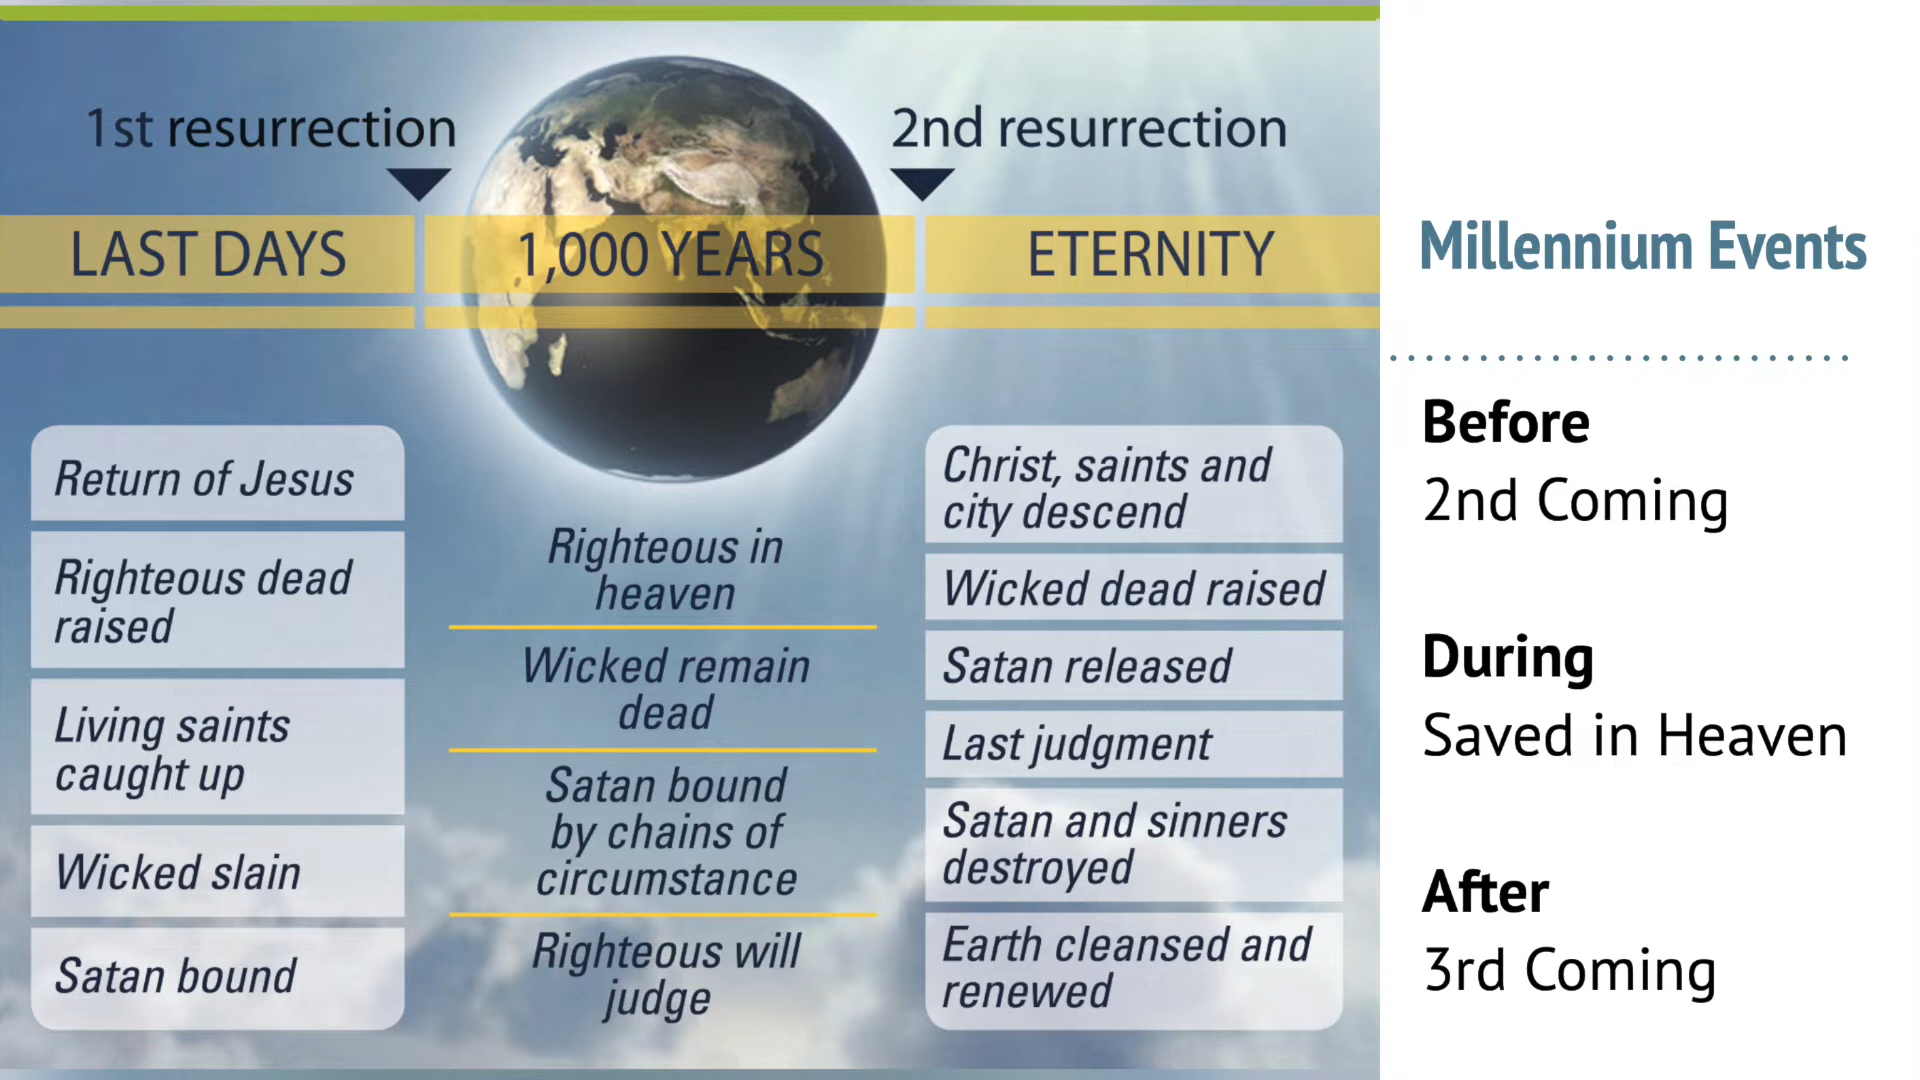 1st resurrection
2nd resurrection
LAST DAYS
1,000 YEARS
ETERNITY
Return of Jesus
Righteous dead
raised
Living saints
caught up
Wicked slain
Satan bound
Righteous in
heaven
Wicked remain
dead
Satan bound
by chains of
circumstance
Righteous will
judge
Christ, saints and
city descend
Wicked dead raised
Satan released
Last judgment
Satan and sinners
destroyed
Earth cleansed and
renewed
Millennium Events
Before
2nd Coming
During
Saved in Heaven
After
3rd Coming